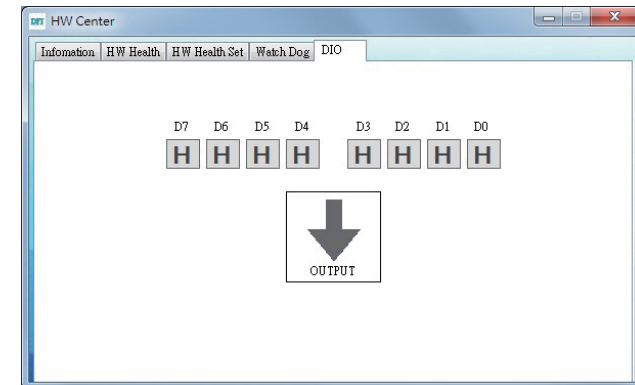 DFI HW Center
Infomation HW Health HW Health Set Watch Dog DIO
D7 D6 D5 D4 D3 D2 D1 D0
H H H H H H H H
OUTPUT